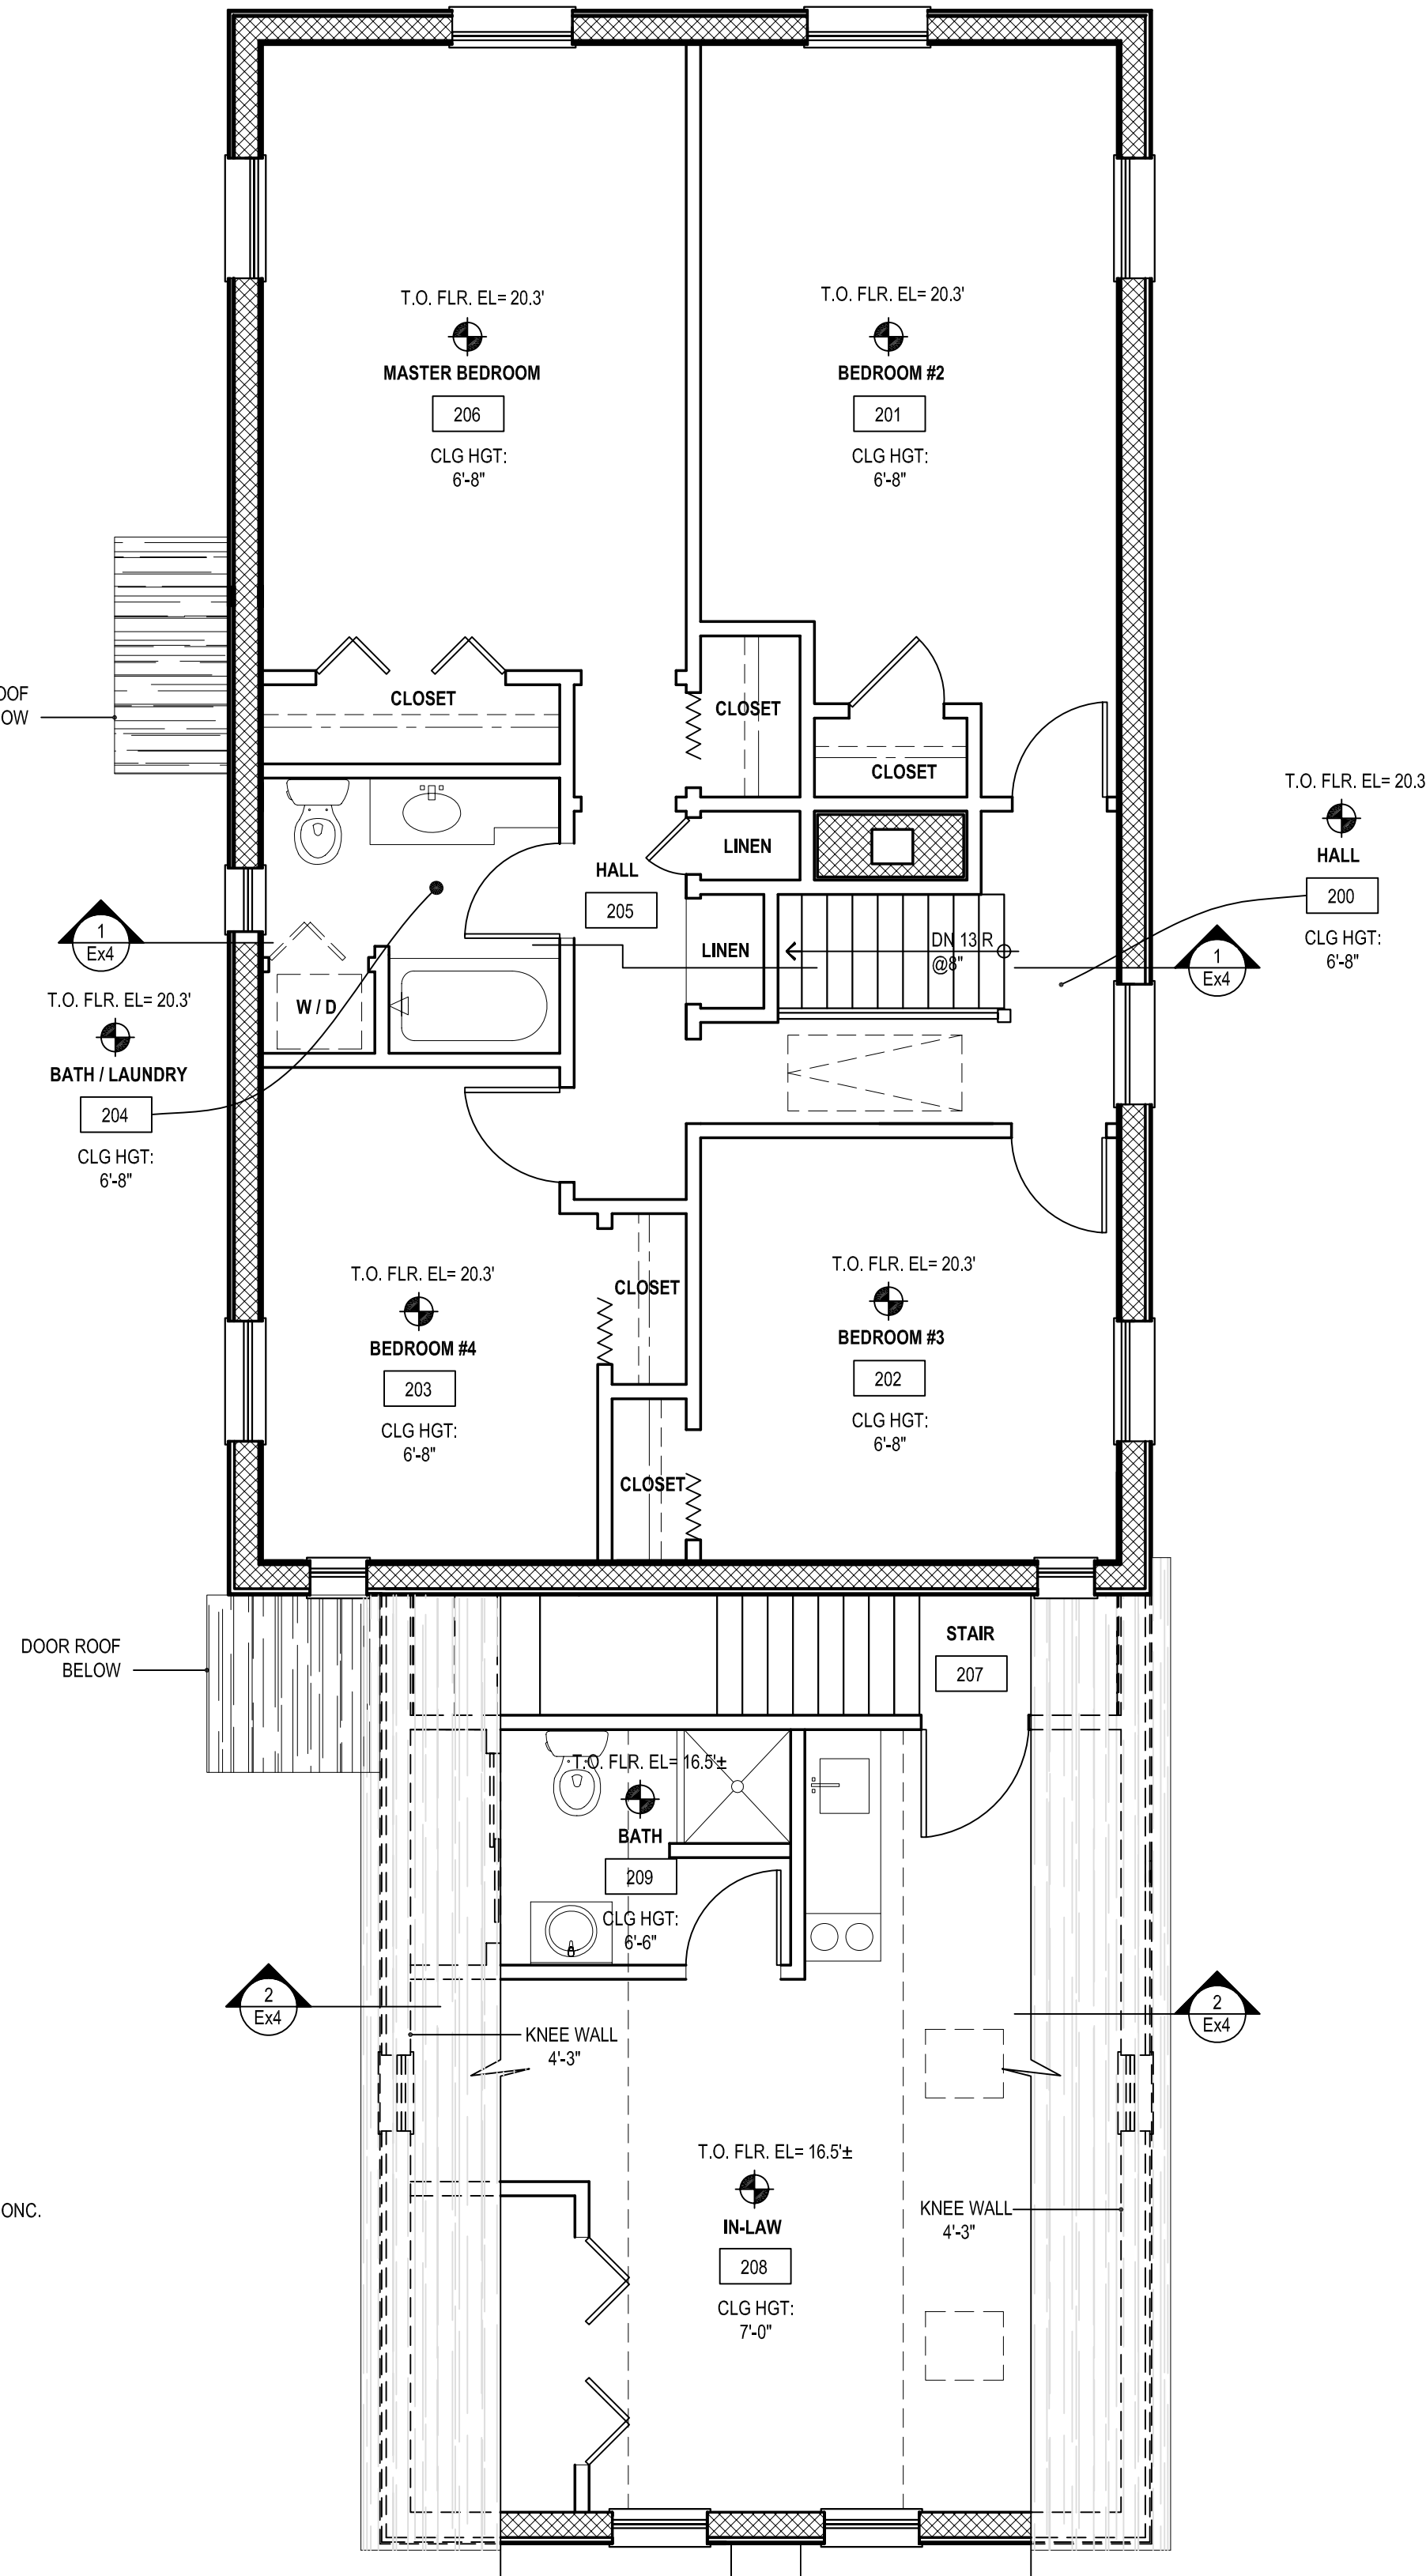 T.O. FLR. EL= 20.3'
MASTER BEDROOM
206
CLG HGT:
6'-8"
T.O. FLR. EL= 20.3'
BEDROOM #2
201
CLG HGT:
6'-8"
CLOSET
CLOSET
CLOSET
OOF
OW
T.O. FLR. EL= 20.3
HALL
200
CLG HGT:
6'-8"
LINEN
HALL
205
LINEN
DN 13 R
@8"
1
Ex4
1
Ex4
W / D
T.O. FLR. EL= 20.3'
BATH / LAUNDRY
204
CLG HGT:
6'-8"
T.O. FLR. EL= 20.3'
BEDROOM #4
203
CLG HGT:
6'-8"
CLOSET
CLOSET
T.O. FLR. EL= 20.3'
BEDROOM #3
202
CLG HGT:
6'-8"
DOOR ROOF
BELOW
STAIR
207
T.O. FLR. EL= 16.5'±
BATH
209
CLG HGT:
6'-6"
2
Ex4
2
Ex4
KNEE WALL
4'-3"
T.O. FLR. EL= 16.5'±
IN-LAW
208
CLG HGT:
7'-0"
KNEE WALL
4'-3"
ONC.